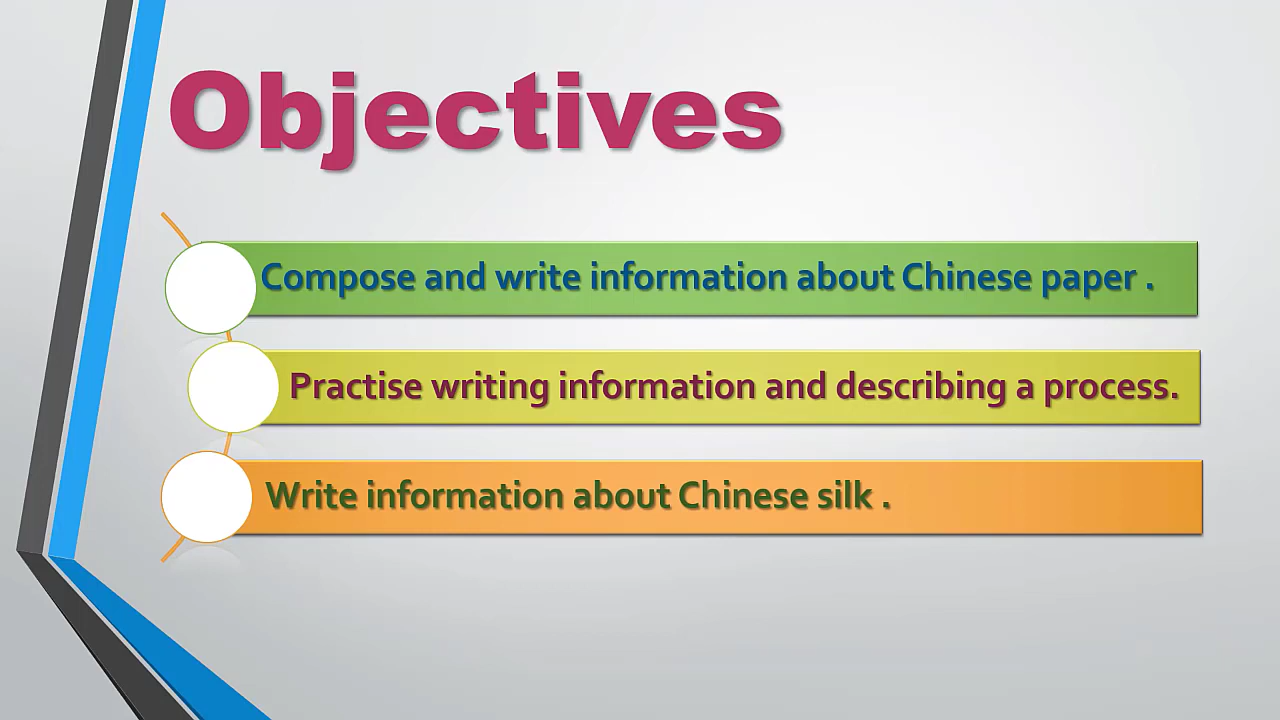 Objectives
Compose and write information about Chinese paper .
Practise writing information and describing a process.
Write information about Chinese silk .